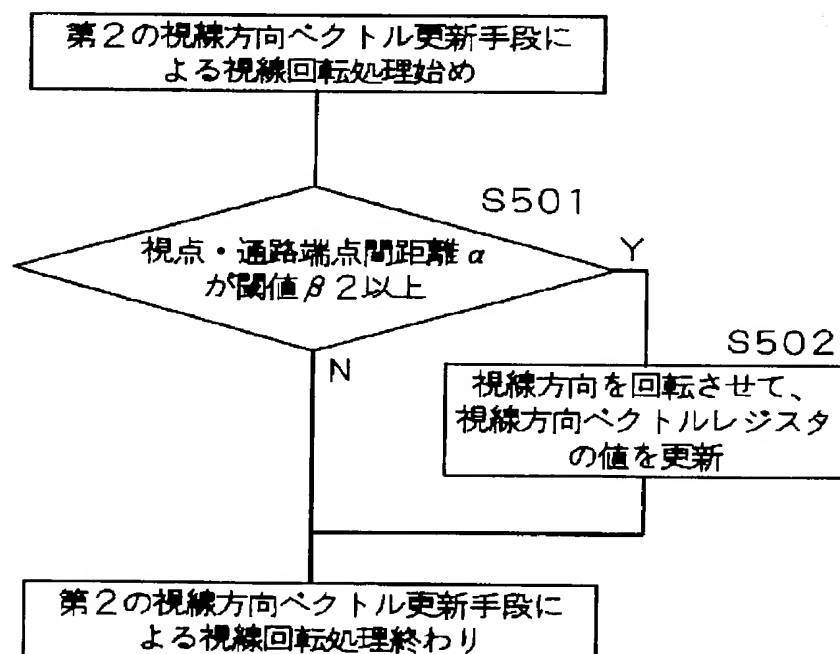 第2の視線方向ベクトル更新手段に
よる視線回転処理始め
S501
視点・通路端点間距離α
が閾値β2以上
Y
N
S502
視線方向を回転させて、
視線方向ベクトルレジスタ
の値を更新
第2の視線方向ベクトル更新手段に
よる視線回転処理終わり